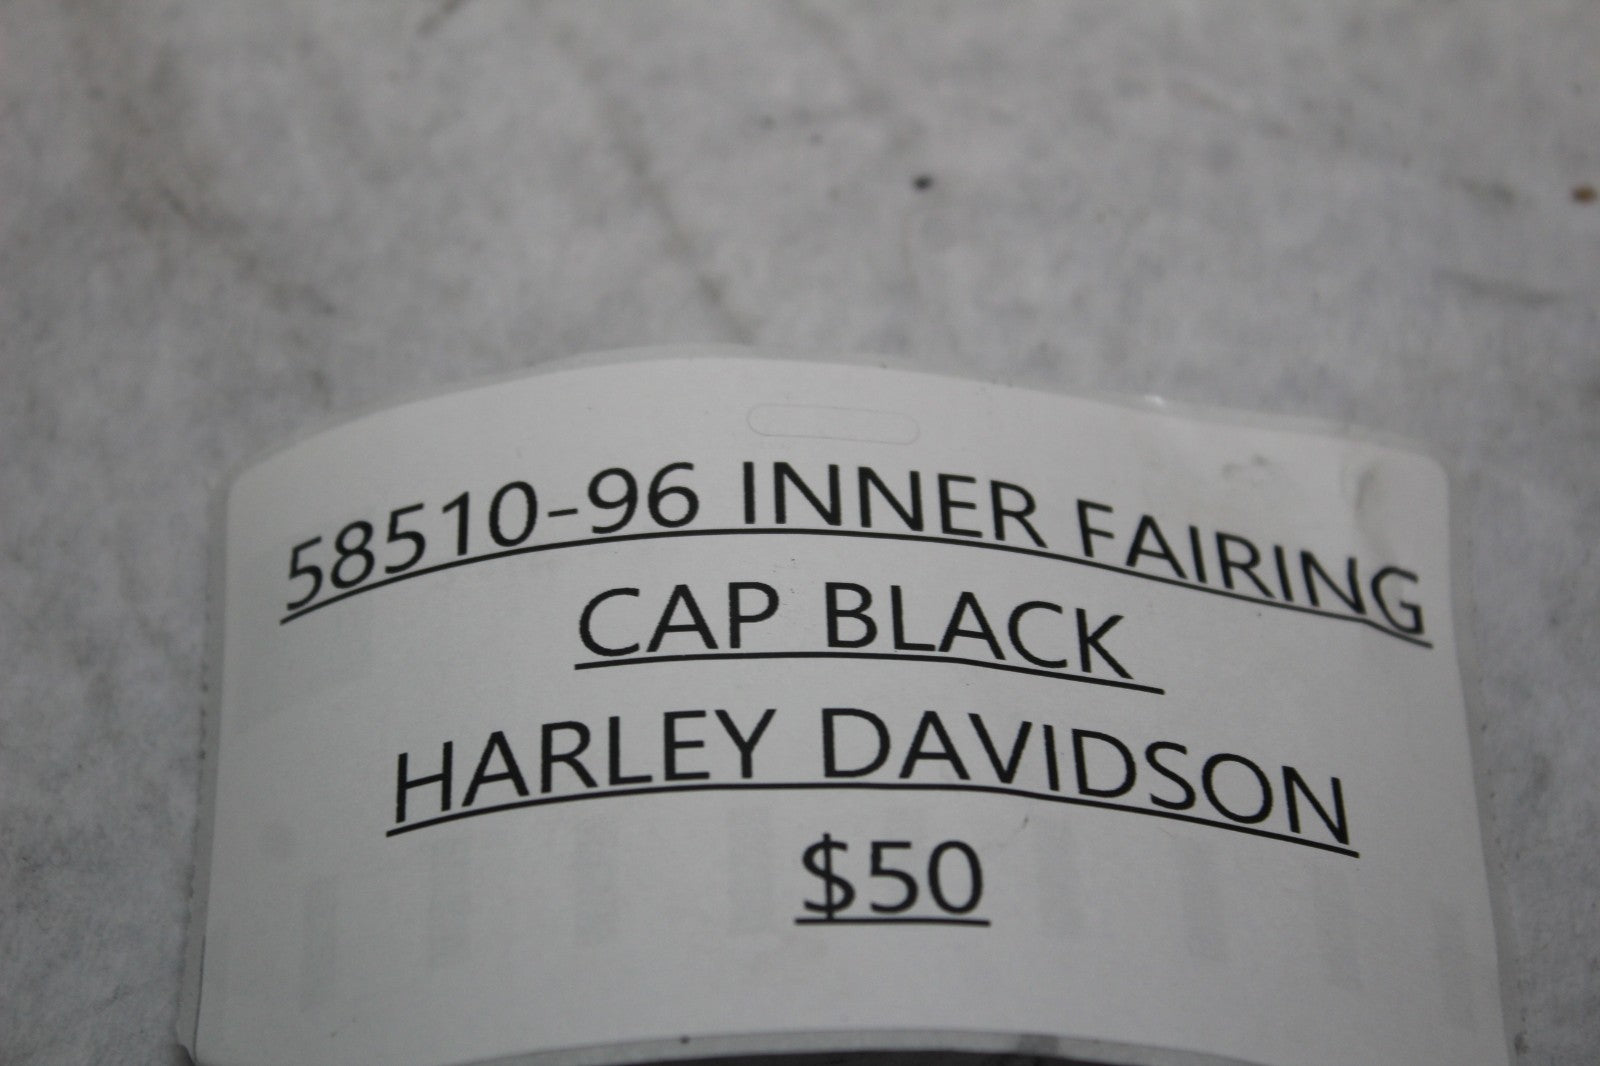 58510-96 INNER FAIRING
CAP BLACK
HARLEY DAVIDSON
$50